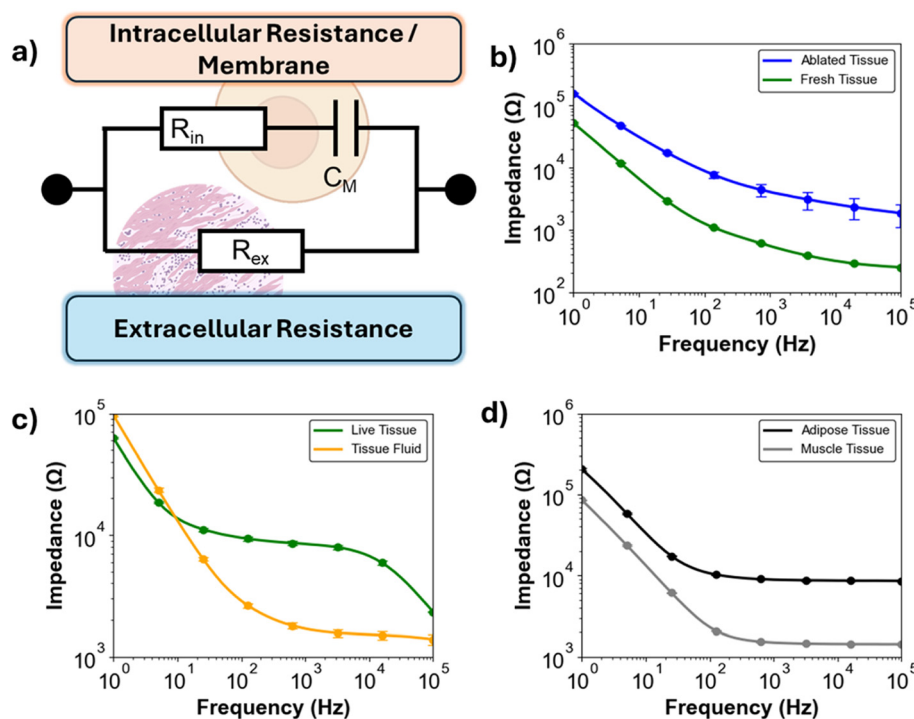 a)
Intracellular Resistance /
Membrane
R_in
C_M
R_ex
Extracellular Resistance
b)
Impedance (Ω)
10^6
10^5
10^4
10^3
10^2
Ablated Tissue
Fresh Tissue
10^0 10^1 10^2 10^3 10^4 10^5
Frequency (Hz)
c)
Impedance (Ω)
10^5
10^4
10^3
Live Tissue
Tissue Fluid
10^0 10^1 10^2 10^3 10^4 10^5
Frequency (Hz)
d)
Impedance (Ω)
10^6
10^5
10^4
10^3
Adipose Tissue
Muscle Tissue
10^0 10^1 10^2 10^3 10^4 10^5
Frequency (Hz)